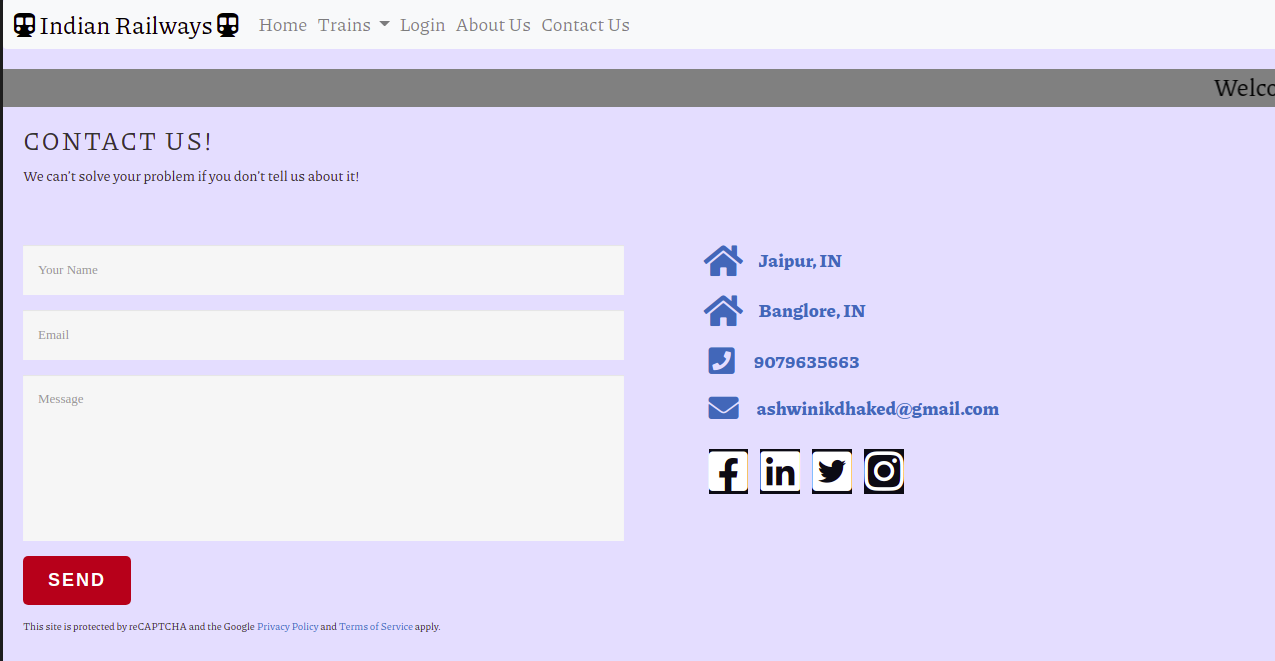 Indian Railways Home Trains Login About Us Contact Us
Welco
CONTACT US!
We can't solve your problem if you don't tell us about it!
Your Name
Email
Message
SEND
This site is protected by reCAPTCHA and the Google Privacy Policy and Terms of Service apply.
Jaipur, IN
Banglore, IN
9079635663
ashwinikdhaked@gmail.com